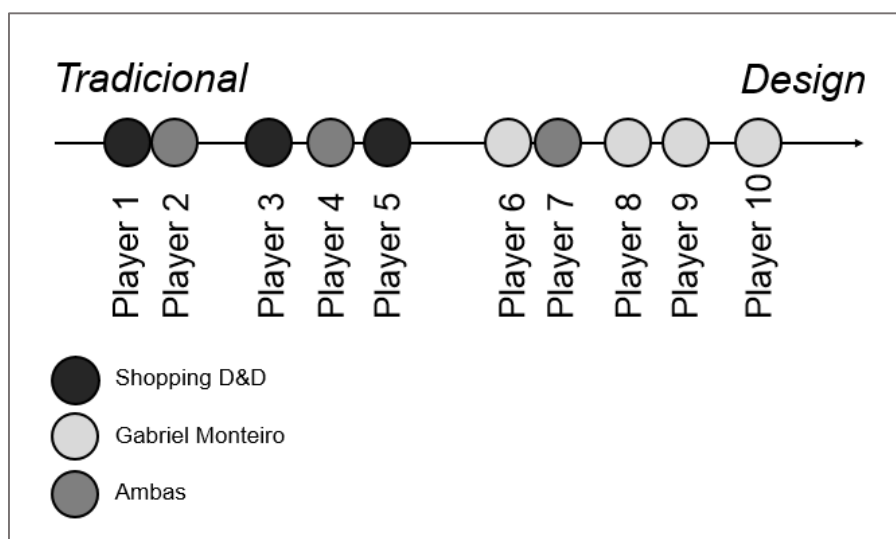 Tradicional
Design
Player 1
Player 2
Player 3
Player 4
Player 5
Player 6
Player 7
Player 8
Player 9
Player 10
Shopping D&D
Gabriel Monteiro
Ambas